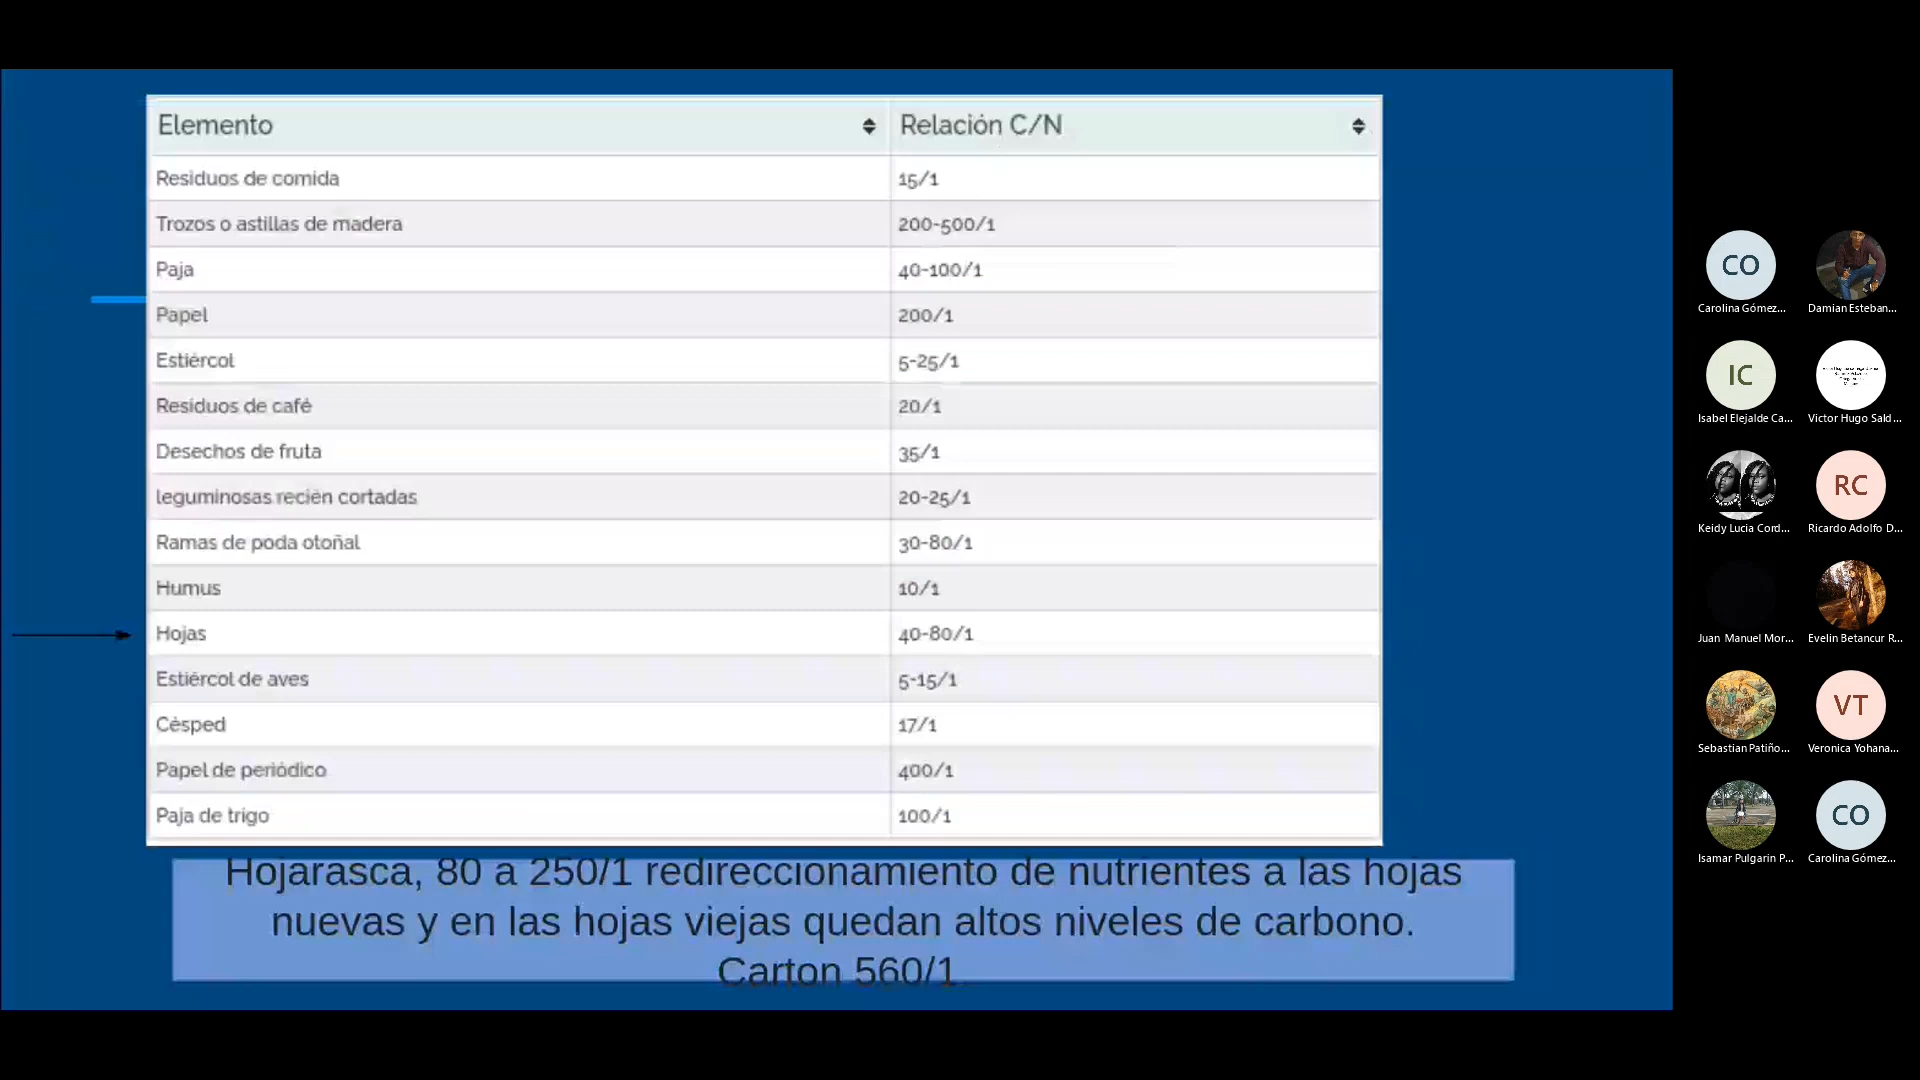 Elemento Relación C/N
Residuos de comida 15/1
Trozos o astillas de madera 200-500/1
Paja 40-100/1
Papel 200/1
Estiércol 5-25/1
Residuos de café 20/1
Desechos de fruta 35/1
leguminosas recién cortadas 20-25/1
Ramas de poda otoñal 30-80/1
Humus 10/1
Hojas 40-80/1
Estiércol de aves 5-15/1
Césped 17/1
Papel de periódico 400/1
Paja de trigo 100/1
Hojarasca, 80 a 250/1 redireccionamiento de nutrientes a las hojas
nuevas y en las hojas viejas quedan altos niveles de carbono.
Carton 560/1.
CO
Carolina Gómez... Damian Esteban...
IC
Isabel Elejalde Ca... Victor Hugo Sald...
RC
Keidy Lucia Cord... Ricardo Adolfo D...
Juan Manuel Mor... Evelin Betancur R...
VT
Sebastian Patiño... Veronica Yohana...
CO
Isamar Pulgarin P... Carolina Gómez...